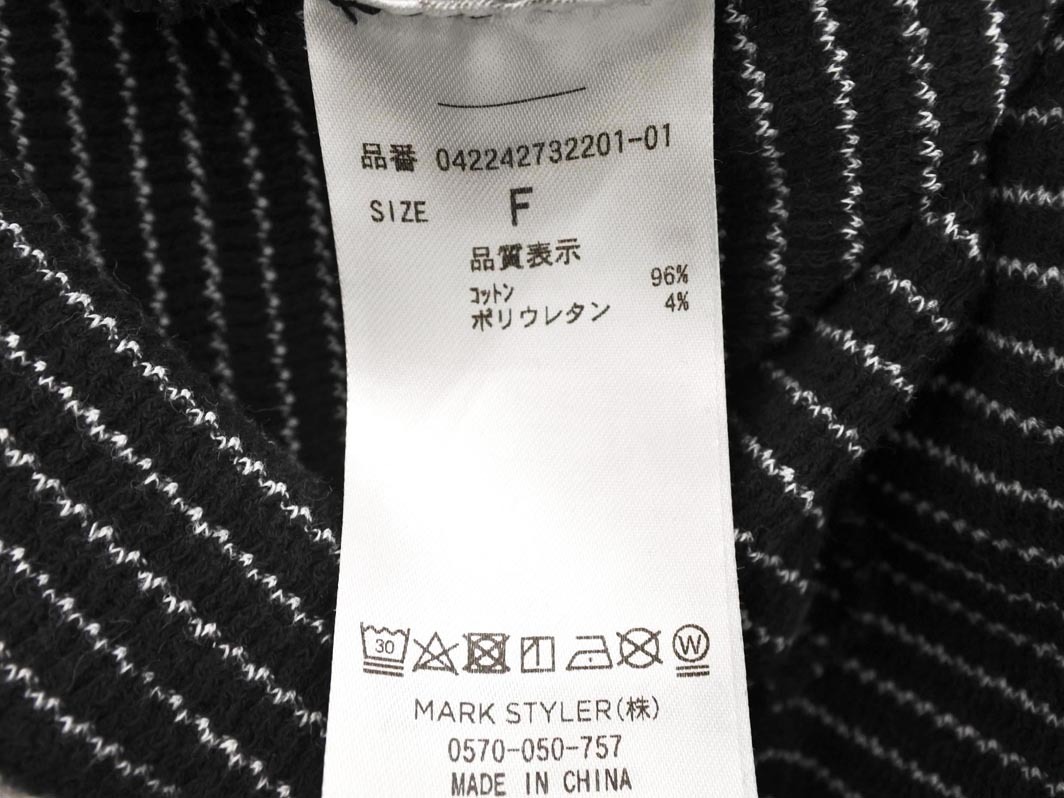 品番 042242732201-01
SIZE F
品質表示
ｺｯﾄﾝ 96%
ポリウレタン 4%
30 W
MARK STYLER(株)
0570-050-757
MADE IN CHINA